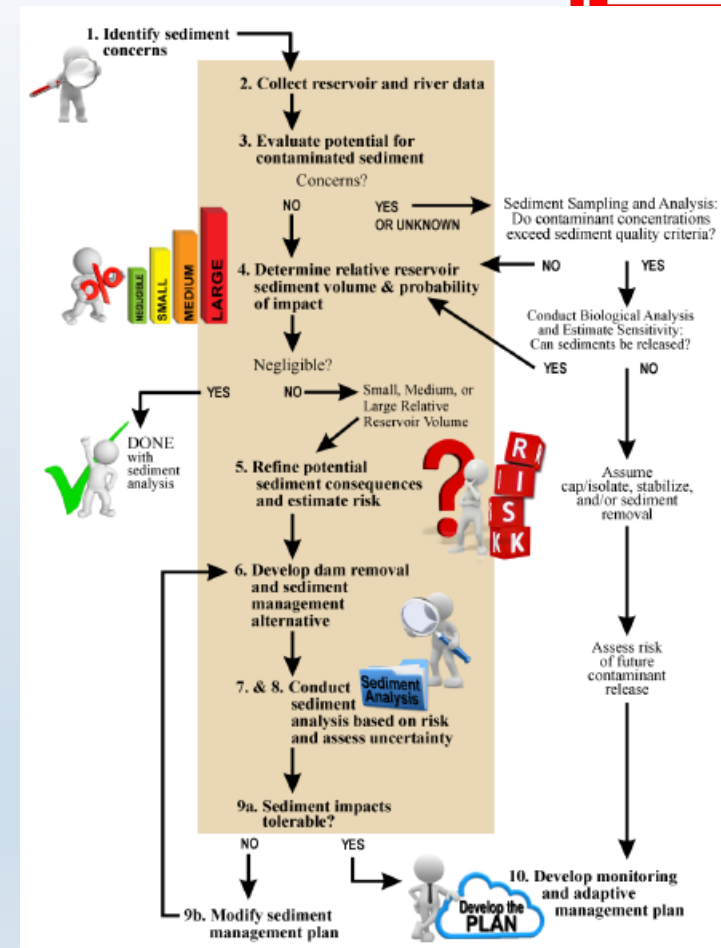 1. Identify sediment
concerns
2. Collect reservoir and river data
3. Evaluate potential for
contaminated sediment
Concerns?
NO
YES
OR UNKNOWN
Sediment Sampling and Analysis:
Do contaminant concentrations
exceed sediment quality criteria?
NO
YES
%
NEGLIGIBLE
SMALL
MEDIUM
LARGE
4. Determine relative reservoir
sediment volume & probability
of impact
Conduct Biological Analysis
and Estimate Sensitivity:
Can sediments be released?
YES
NO
Negligible?
YES
NO
Small, Medium, or
Large Relative
Reservoir Volume
DONE
with
sediment
analysis
5. Refine potential
sediment consequences
and estimate risk
?
R
I
S
K
Assume
cap/isolate, stabilize,
and/or sediment
removal
6. Develop dam removal
and sediment
management
alternative
Assess risk
of future
contaminant
release
7. & 8. Conduct
sediment
analysis based on risk
and assess uncertainty
Sediment
Analysis
9a. Sediment impacts
tolerable?
NO
YES
9b. Modify sediment
management plan
Develop the
PLAN
10. Develop monitoring
and adaptive
management plan